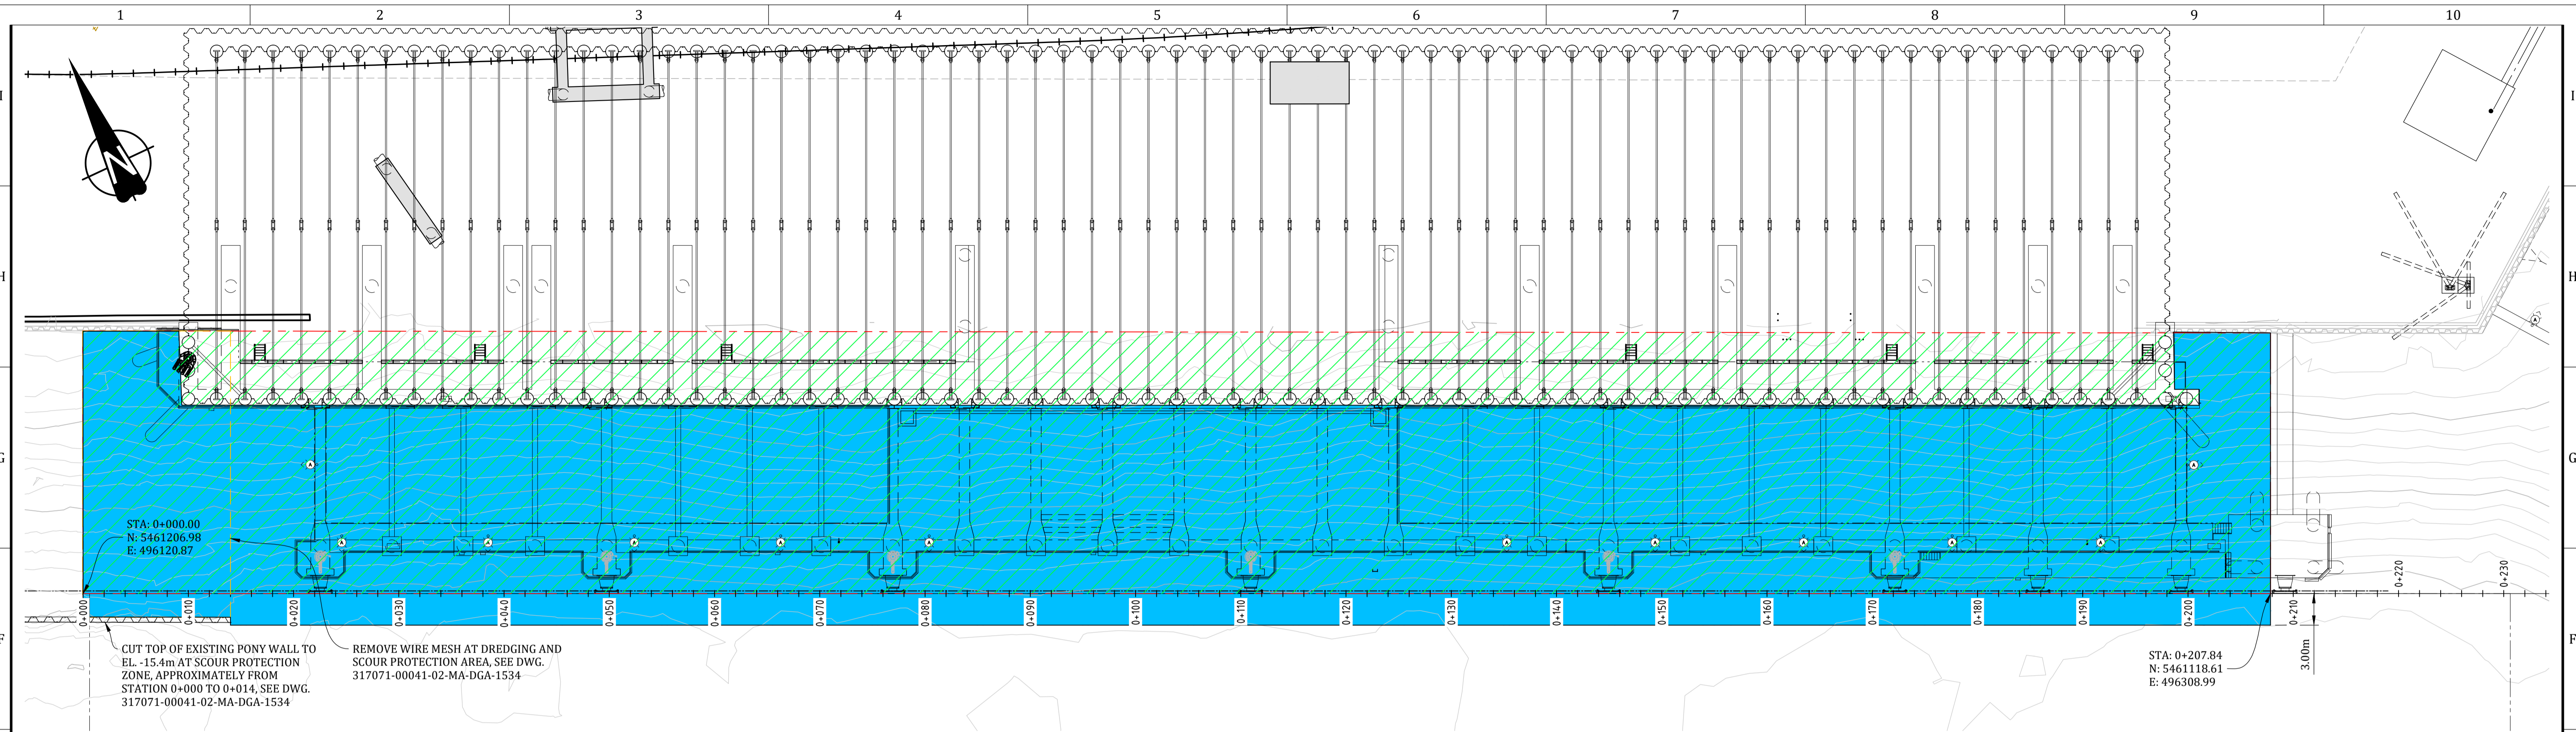 1 2 3 4 5 6 7 8 9 10
I
I
N
H
H
G
G
A
A
A
A
A
A
A
A
A
A
A
A
A
STA: 0+000.00
N: 5461206.98
E: 496120.87
0+000 0+010 0+020 0+030 0+040 0+050 0+060 0+070 0+080 0+090 0+100 0+110 0+120 0+130 0+140 0+150 0+160 0+170 0+180 0+190 0+200 0+210 0+220 0+230
F
F
CUT TOP OF EXISTING PONY WALL TO
EL. -15.4m AT SCOUR PROTECTION
ZONE, APPROXIMATELY FROM
STATION 0+000 TO 0+014, SEE DWG.
317071-00041-02-MA-DGA-1534
REMOVE WIRE MESH AT DREDGING AND
SCOUR PROTECTION AREA, SEE DWG.
317071-00041-02-MA-DGA-1534
STA: 0+207.84
N: 5461118.61
E: 496308.99
3.00m